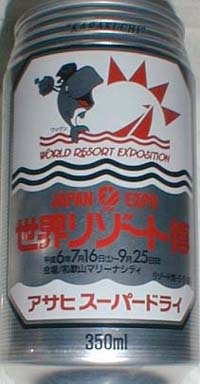 "KARAKUCHI"
WORLD RESORT EXPOSITION
JAPAN EXPO
世界リゾート博
平成6年7月16日(土)~9月25日(日)
会場/和歌山マリーナシティ
アサヒ スーパードライ
350ml